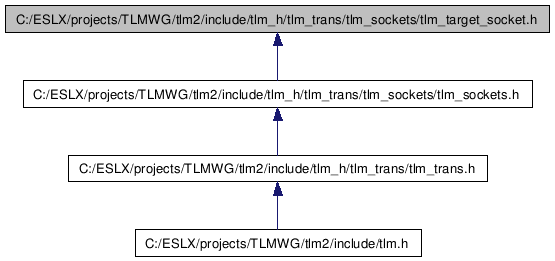 C:/ESLX/projects/TLMWG/tlm2/include/tlm_h/tlm_trans/tlm_sockets/tlm_target_socket.h
C:/ESLX/projects/TLMWG/tlm2/include/tlm_h/tlm_trans/tlm_sockets/tlm_sockets.h
C:/ESLX/projects/TLMWG/tlm2/include/tlm_h/tlm_trans/tlm_trans.h
C:/ESLX/projects/TLMWG/tlm2/include/tlm.h